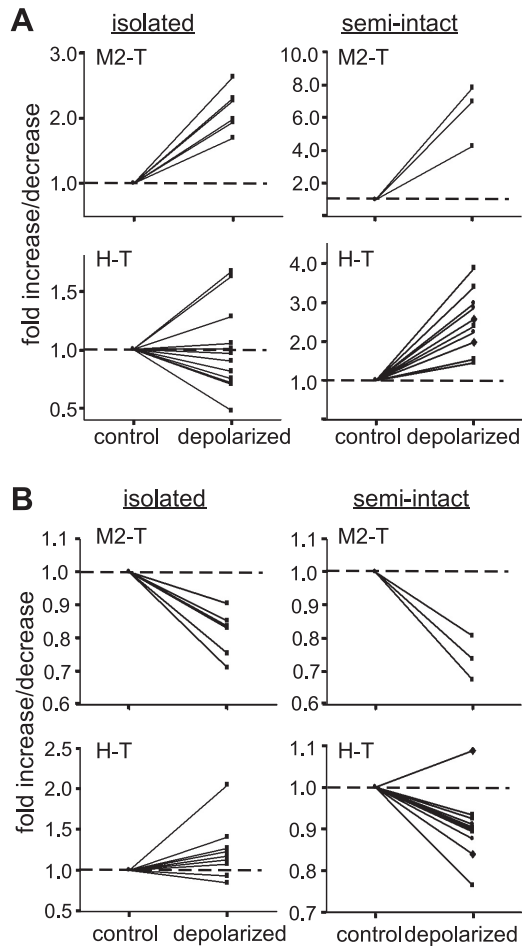 A
isolated
semi-intact
fold increase/decrease
M2-T
3.0
2.0
1.0
M2-T
10.0
8.0
6.0
4.0
2.0
H-T
1.5
1.0
0.5
control depolarized
H-T
4.0
3.0
2.0
1.0
control depolarized
B
isolated
semi-intact
fold increase/decrease
M2-T
1.1
1.0
0.9
0.8
0.7
0.6
M2-T
1.1
1.0
0.9
0.8
0.7
0.6
H-T
2.5
2.0
1.5
1.0
0.5
control depolarized
H-T
1.1
1.0
0.9
0.8
0.7
control depolarized